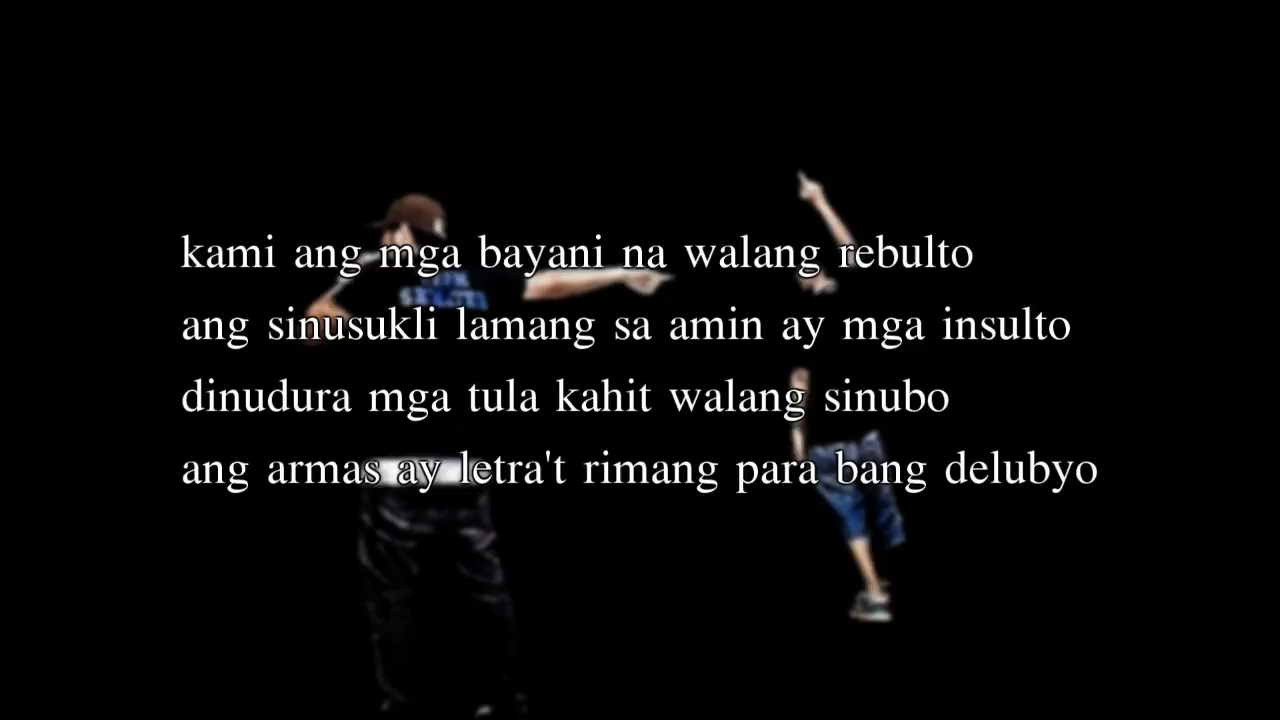 kami ang mga bayani na walang rebulto
ang sinusukli lamang sa amin ay mga insulto
dinudura mga tula kahit walang sinubo
ang armas ay letra't rimang para bang delubyo